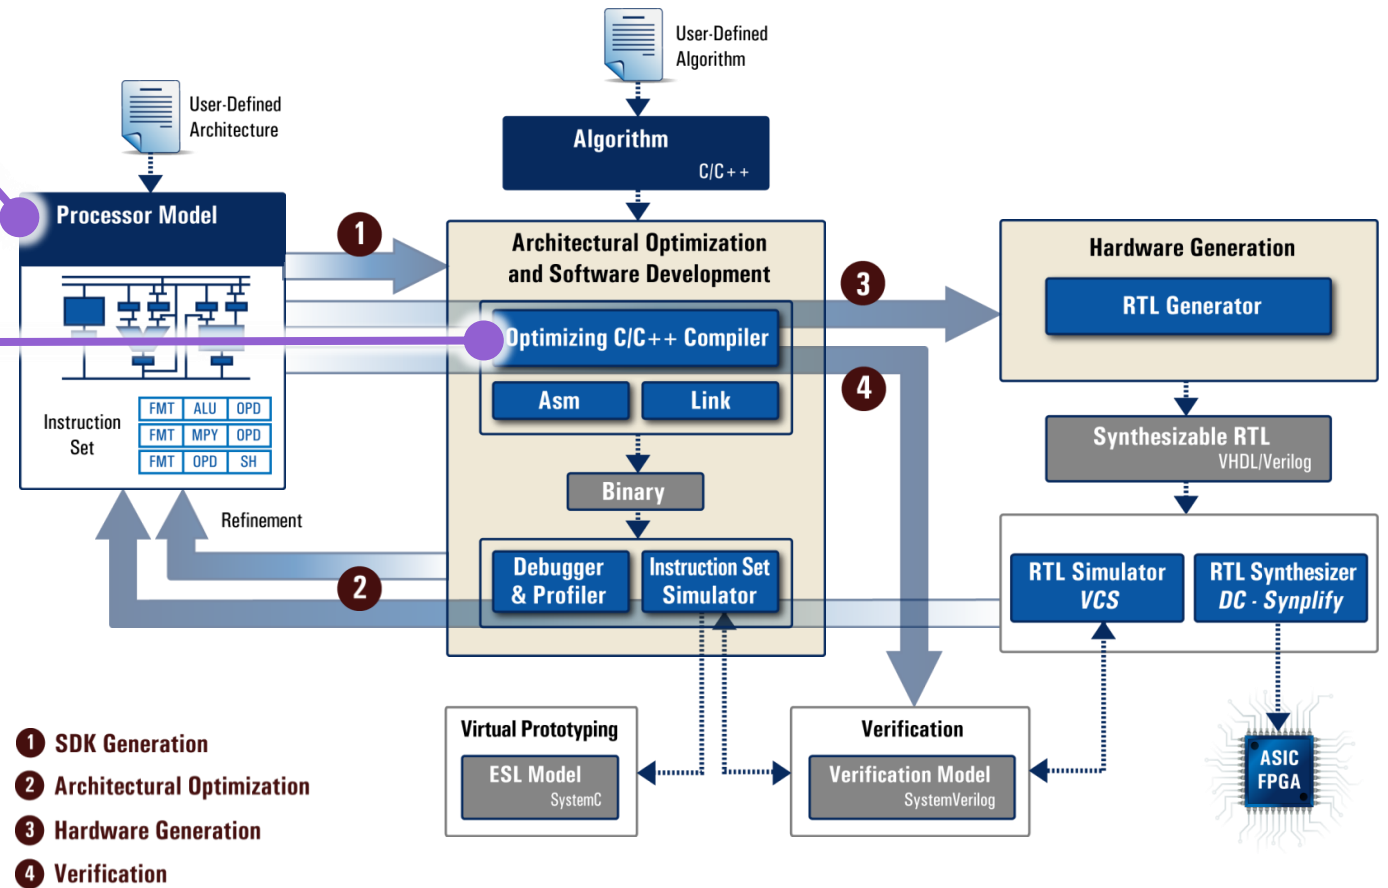 User-Defined
Algorithm
User-Defined
Architecture
Algorithm
C/C++
Processor Model
1
Architectural Optimization
and Software Development
Hardware Generation
3
RTL Generator
Optimizing C/C++ Compiler
4
Asm
Link
Instruction
Set
FMT ALU OPD
FMT MPY OPD
FMT OPD SH
Synthesizable RTL
VHDL/Verilog
Binary
Refinement
2
Debugger
& Profiler
Instruction Set
Simulator
RTL Simulator
VCS
RTL Synthesizer
DC - Synplify
Virtual Prototyping
ESL Model
SystemC
Verification
Verification Model
SystemVerilog
ASIC
FPGA
1 SDK Generation
2 Architectural Optimization
3 Hardware Generation
4 Verification